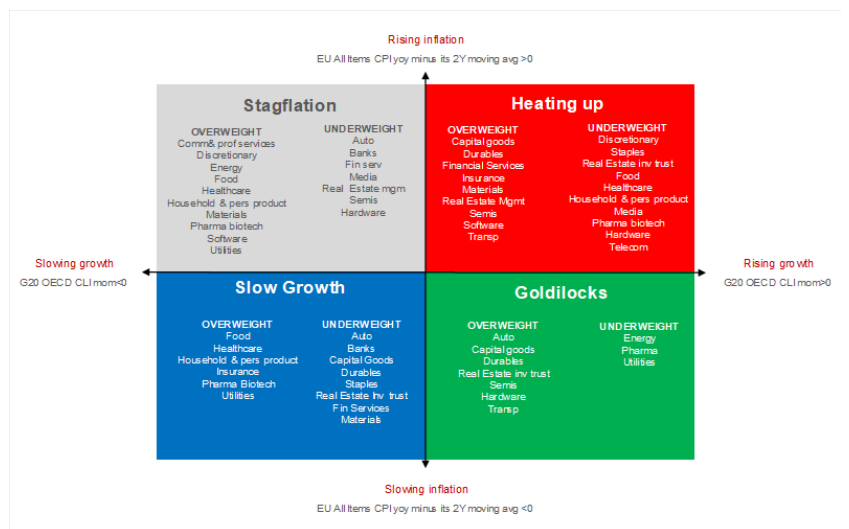 Rising inflation
EU All Items CPI yoy minus its 2Y moving avg >0
Stagflation
OVERWEIGHT
Comm& prof services
Discretionary
Energy
Food
Healthcare
Household & pers product
Materials
Pharma biotech
Software
Utilities
UNDERWEIGHT
Auto
Banks
Fin serv
Media
Real Estate mgm
Semis
Hardware
Heating up
OVERWEIGHT
Capital goods
Durables
Financial Services
Insurance
Materials
Real Estate Mgmt
Semis
Software
Transp
UNDERWEIGHT
Discretionary
Staples
Real Estate inv trust
Food
Healthcare
Household & pers product
Media
Pharma biotech
Hardware
Telecom
Slowing growth
G20 OECD CLI mom<0
Rising growth
G20 OECD CLI mom>0
Slow Growth
OVERWEIGHT
Food
Healthcare
Household & pers product
Insurance
Pharma Biotech
Utilities
UNDERWEIGHT
Auto
Banks
Capital Goods
Durables
Staples
Real Estate Inv trust
Fin Services
Materials
Goldilocks
OVERWEIGHT
Auto
Capital goods
Durables
Real Estate inv trust
Semis
Hardware
Transp
UNDERWEIGHT
Energy
Pharma
Utilities
Slowing inflation
EU All Items CPI yoy minus its 2Y moving avg <0